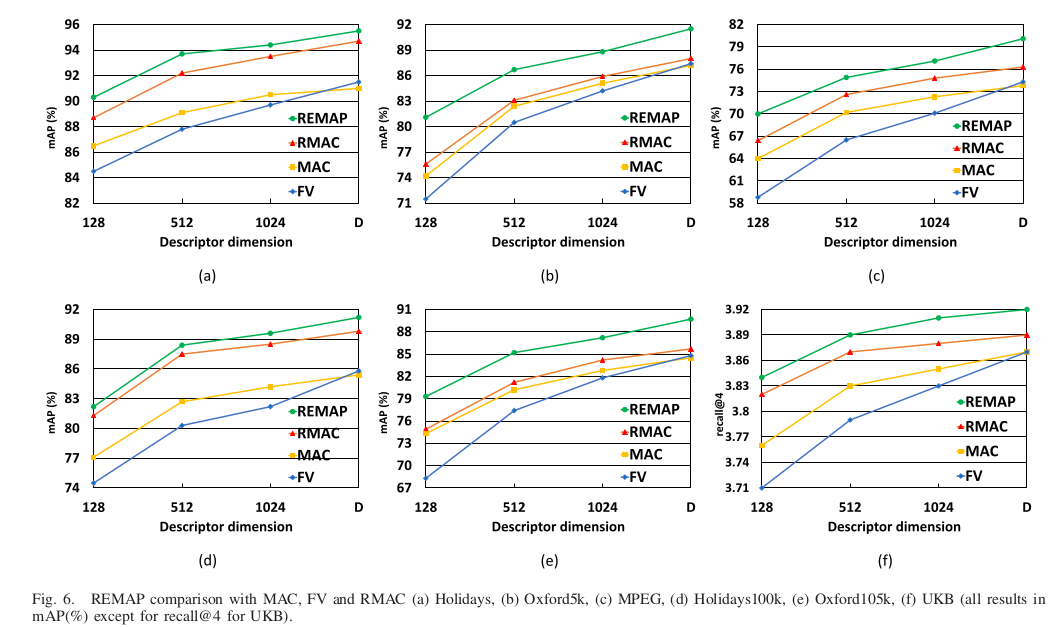 96
94
92
90
88
86
84
82
mAP (%)
128 512 1024 D
Descriptor dimension
REMAP
RMAC
MAC
FV
(a)
92
89
86
83
80
77
74
71
mAP (%)
128 512 1024 D
Descriptor dimension
REMAP
RMAC
MAC
FV
(b)
82
79
76
73
70
67
64
61
58
mAP (%)
128 512 1024 D
Descriptor dimension
REMAP
RMAC
MAC
FV
(c)
92
89
86
83
80
77
74
mAP (%)
128 512 1024 D
Descriptor dimension
REMAP
RMAC
MAC
FV
(d)
91
88
85
82
79
76
73
70
67
mAP (%)
128 512 1024 D
Descriptor dimension
REMAP
RMAC
MAC
FV
(e)
3.92
3.89
3.86
3.83
3.8
3.77
3.74
3.71
recall@4
128 512 1024 D
Descriptor dimension
REMAP
RMAC
MAC
FV
(f)
Fig. 6. REMAP comparison with MAC, FV and RMAC (a) Holidays, (b) Oxford5k, (c) MPEG, (d) Holidays100k, (e) Oxford105k, (f) UKB (all results in
mAP(%) except for recall@4 for UKB).